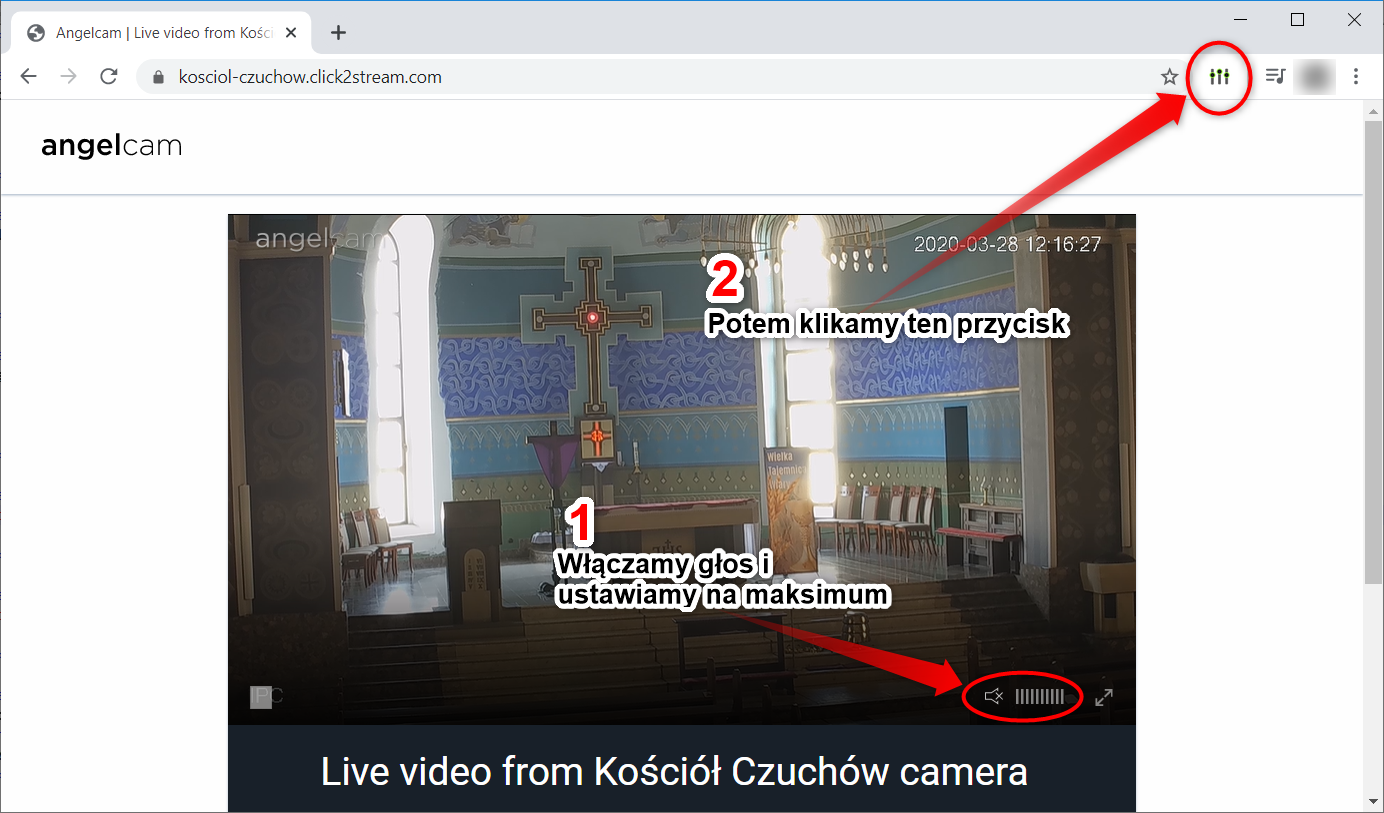 Angelcam | Live video from Kości
kosciol-czuchow.click2stream.com
angelcam
angelcam
2020-03-28 12:16:27
2
Potem klikamy ten przycisk
Wielka
Tajemnica
Wiary
1
Włączamy głos i
ustawiamy na maksimum
IPC
Live video from Kościół Czuchów camera